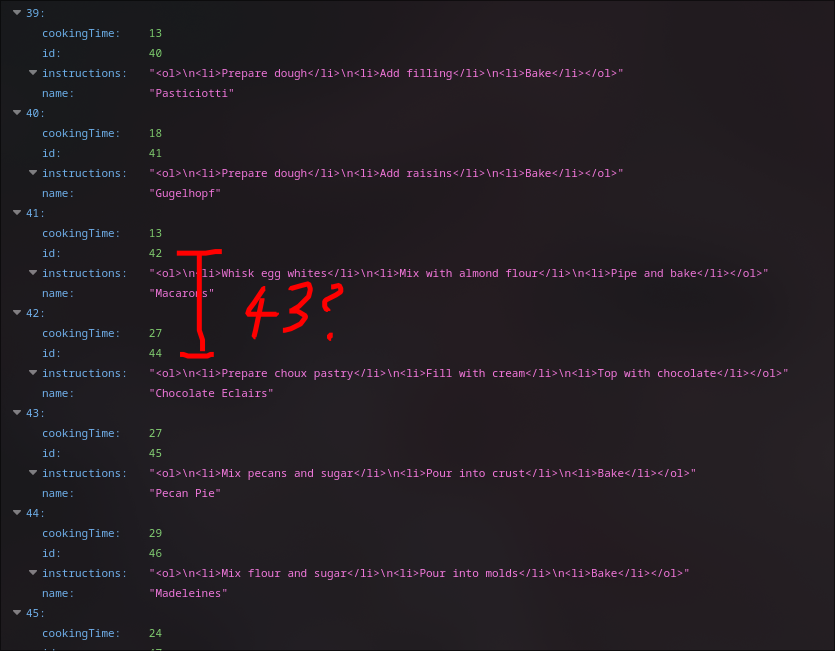 39:
cookingTime: 13
id: 40
instructions: "<ol>\n<li>Prepare dough</li>\n<li>Add filling</li>\n<li>Bake</li></ol>"
name: "Pasticiotti"
40:
cookingTime: 18
id: 41
instructions: "<ol>\n<li>Prepare dough</li>\n<li>Add raisins</li>\n<li>Bake</li></ol>"
name: "Gugelhopf"
41:
cookingTime: 13
id: 42
instructions: "<ol>\n<li>Whisk egg whites</li>\n<li>Mix with almond flour</li>\n<li>Pipe and bake</li></ol>"
name: "Macarons"
43?
42:
cookingTime: 27
id: 44
instructions: "<ol>\n<li>Prepare choux pastry</li>\n<li>Fill with cream</li>\n<li>Top with chocolate</li></ol>"
name: "Chocolate Eclairs"
43:
cookingTime: 27
id: 45
instructions: "<ol>\n<li>Mix pecans and sugar</li>\n<li>Pour into crust</li>\n<li>Bake</li></ol>"
name: "Pecan Pie"
44:
cookingTime: 29
id: 46
instructions: "<ol>\n<li>Mix flour and sugar</li>\n<li>Pour into molds</li>\n<li>Bake</li></ol>"
name: "Madeleines"
45:
cookingTime: 24